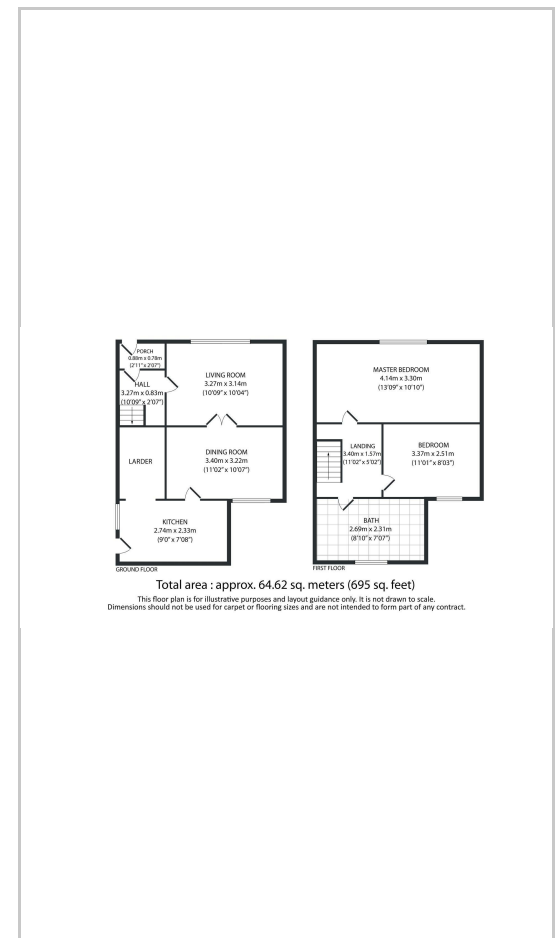 PORCH
0.88m x 0.78m
(2'11" x 2'07")
HALL
3.27m x 0.83m
(10'09" x 2'07")
LIVING ROOM
3.27m x 3.14m
(10'09" x 10'04")
LARDER
DINING ROOM
3.40m x 3.22m
(11'02" x 10'07")
KITCHEN
2.74m x 2.33m
(9'0" x 7'08")
GROUND FLOOR
MASTER BEDROOM
4.14m x 3.30m
(13'09" x 10'10")
LANDING
3.40m x 1.57m
(11'02" x 5'02")
BEDROOM
3.37m x 2.51m
(11'01" x 8'03")
BATH
2.69m x 2.31m
(8'10" x 7'07")
FIRST FLOOR
Total area : approx. 64.62 sq. meters (695 sq. feet)
This floor plan is for illustrative purposes and layout guidance only. It is not drawn to scale.
Dimensions should not be used for carpet or flooring sizes and are not intended to form part of any contract.